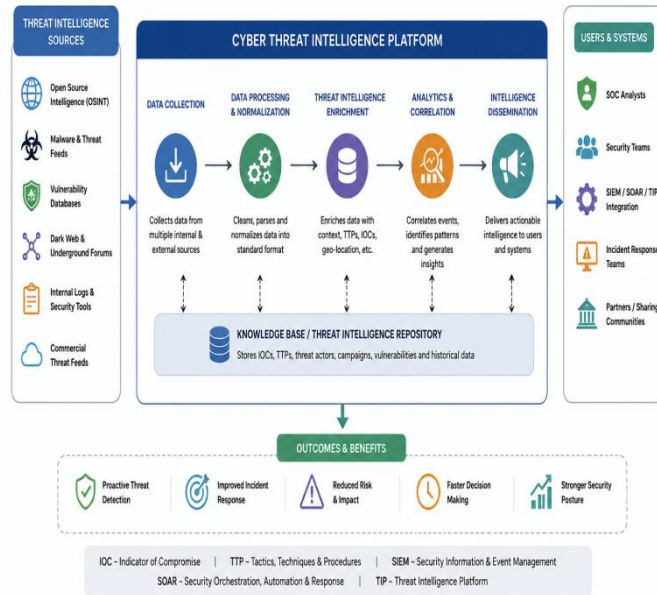 THREAT INTELLIGENCE
SOURCES
Open Source
Intelligence (OSINT)
Malware & Threat
Feeds
Vulnerability
Databases
Dark Web &
Underground Forums
Internal Logs &
Security Tools
Commercial
Threat Feeds
CYBER THREAT INTELLIGENCE PLATFORM
DATA COLLECTION
Collects data from
multiple internal &
external sources
DATA PROCESSING
& NORMALIZATION
Cleans, parses and
normalizes data into
standard format
THREAT INTELLIGENCE
ENRICHMENT
Enriches data with
context, TTPs, IOCs,
geo-location, etc.
ANALYTICS &
CORRELATION
Correlates events,
identifies patterns
and generates
insights
INTELLIGENCE
DISSEMINATION
Delivers actionable
intelligence to users
and systems
KNOWLEDGE BASE / THREAT INTELLIGENCE REPOSITORY
Stores IOCs, TTPs, threat actors, campaigns, vulnerabilities and historical data
USERS & SYSTEMS
SOC Analysts
Security Teams
SIEM / SOAR / TIP
Integration
Incident Response
Teams
Partners / Sharing
Communities
OUTCOMES & BENEFITS
Proactive Threat
Detection
Improved Incident
Response
Reduced Risk
& Impact
Faster Decision
Making
Stronger Security
Posture
IOC – Indicator of Compromise | TTP – Tactics, Techniques & Procedures | SIEM – Security Information & Event Management
SOAR – Security Orchestration, Automation & Response | TIP – Threat Intelligence Platform